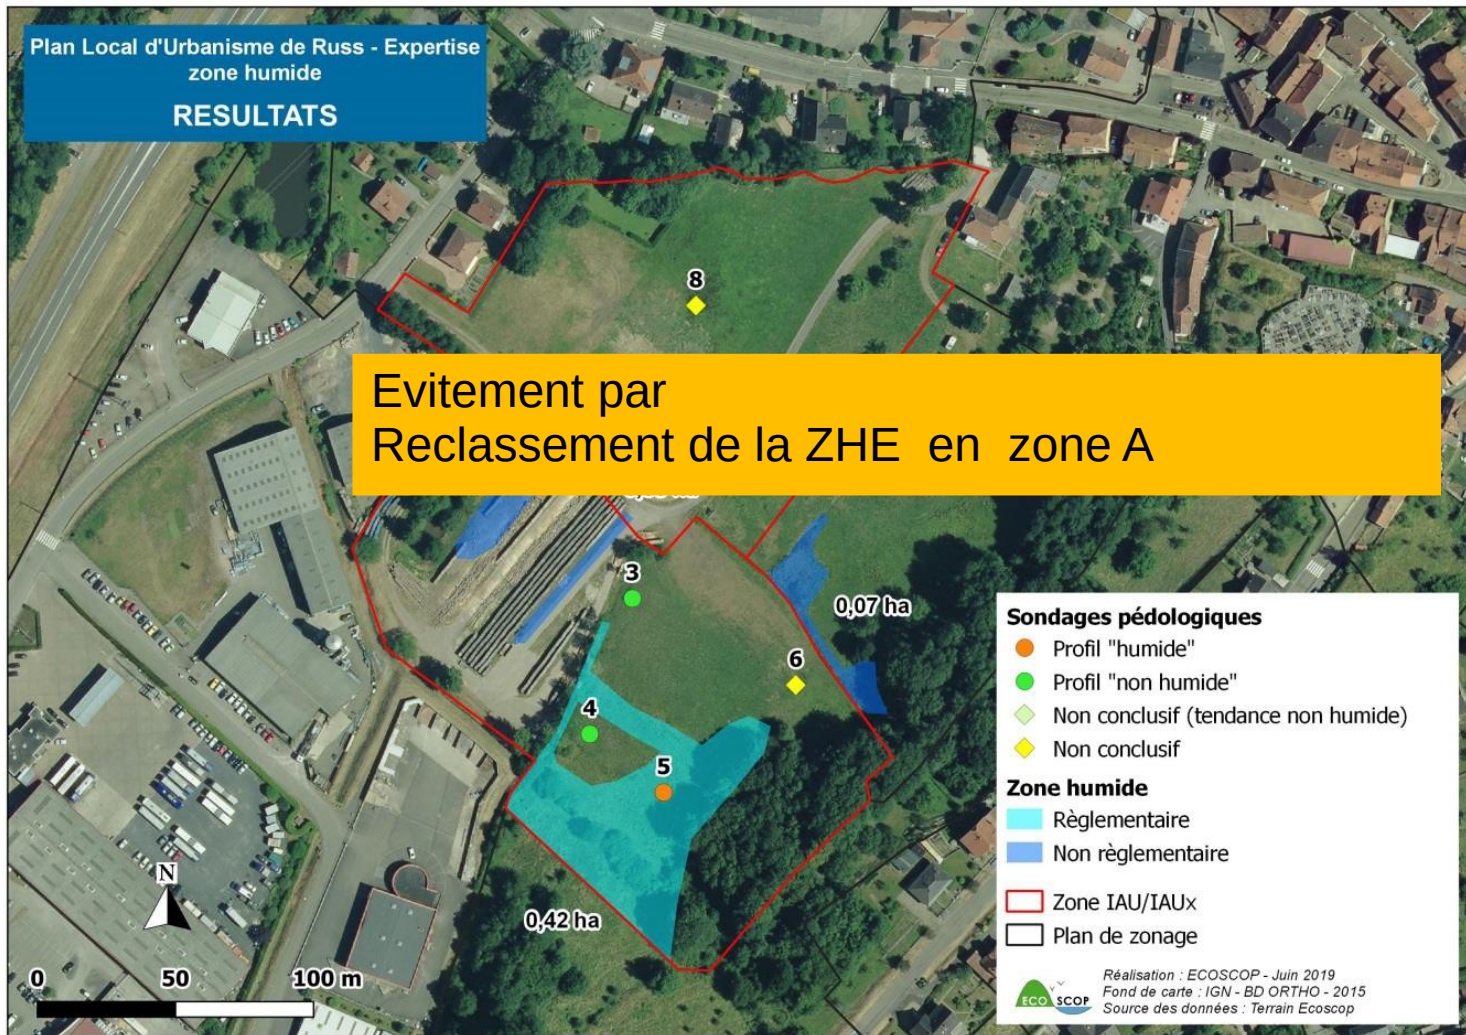 Plan Local d'Urbanisme de Russ - Expertise
zone humide
RESULTATS
8
Evitement par
Reclassement de la ZHE en zone A
3
0,07 ha
6
4
5
0,42 ha
N
0 50 100 m
Sondages pédologiques
Profil "humide"
Profil "non humide"
Non conclusif (tendance non humide)
Non conclusif
Zone humide
Règlementaire
Non règlementaire
Zone IAU/IAUx
Plan de zonage
ECO SCOP
Réalisation : ECOSCOP - Juin 2019
Fond de carte : IGN - BD ORTHO - 2015
Source des données : Terrain Ecoscop